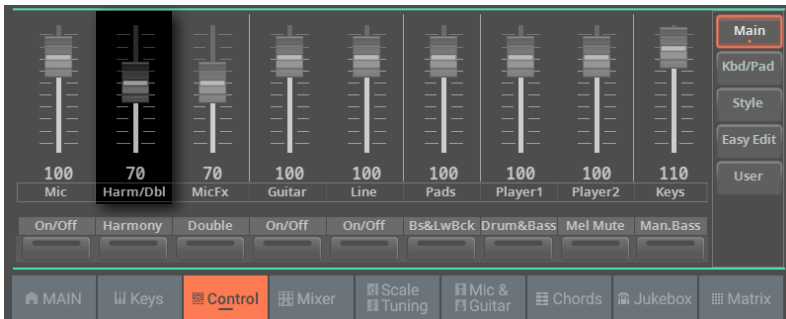 Main
Kbd/Pad
Style
Easy Edit
User
100 70 70 100 100 100 100 100 110
Mic Harm/Dbl MicFx Guitar Line Pads Player1 Player2 Keys
On/Off Harmony Double On/Off On/Off Bs&LwBck Drum&Bass Mel Mute Man.Bass
MAIN Keys Control Mixer Scale Tuning Mic & Guitar Chords Jukebox Matrix